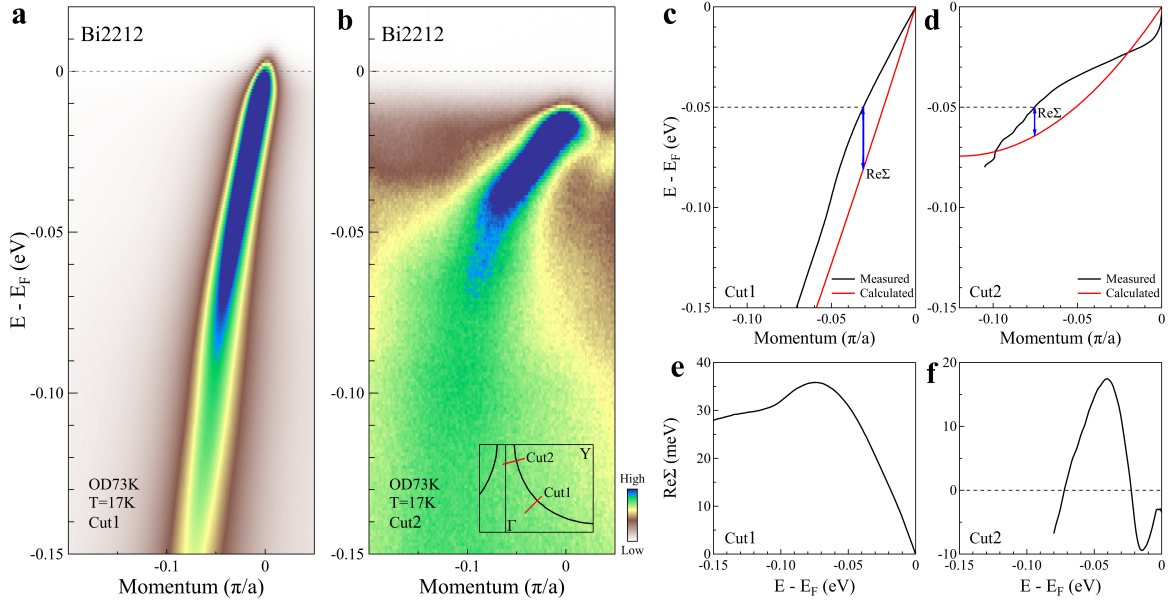 a
Bi2212
0
-0.05
-0.10
-0.15
E - E_F (eV)
OD73K
T=17K
Cut1
-0.1
0
Momentum (π/a)
b
Bi2212
0
-0.05
-0.10
-0.15
OD73K
T=17K
Cut2
Cut2
Y
Cut1
Γ
High
Low
-0.1
0
Momentum (π/a)
c
0
-0.05
-0.10
-0.15
E - E_F (eV)
ReΣ
Measured
Calculated
Cut1
-0.10
-0.05
0
Momentum (π/a)
d
0
-0.05
-0.10
-0.15
ReΣ
Measured
Calculated
Cut2
-0.10
-0.05
0
Momentum (π/a)
e
40
30
20
10
0
ReΣ (meV)
Cut1
-0.15
-0.10
-0.05
0
E - E_F (eV)
f
20
10
0
-10
Cut2
-0.15
-0.10
-0.05
0
E - E_F (eV)